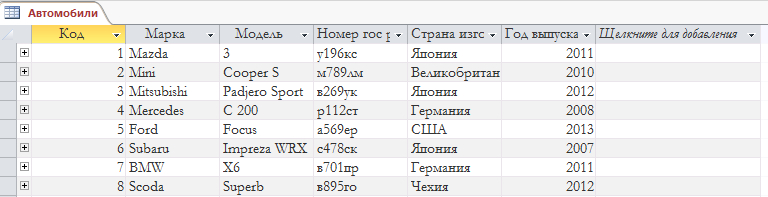 Автомобили
Код Марка Модель Номер гос р Страна изго Год выпуска Щелкните для добавления
1 Mazda 3 у196кс Япония 2011
2 Mini Cooper S м789лм Великобритан 2010
3 Mitsubishi Padjero Sport в269ук Япония 2012
4 Mercedes C 200 р112ст Германия 2008
5 Ford Focus а569ер США 2013
6 Subaru Impreza WRX с478ск Япония 2007
7 BMW X6 в701пр Германия 2011
8 Scoda Superb в895го Чехия 2012